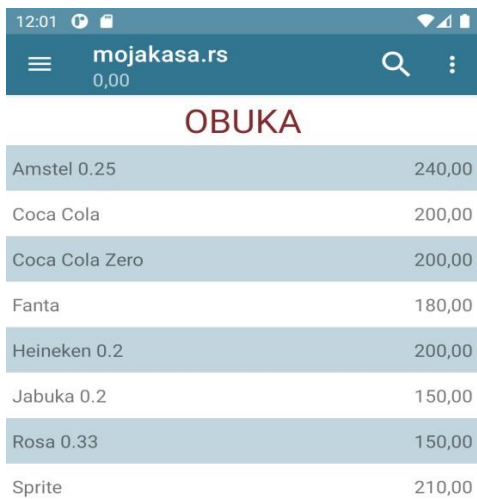 12:01
mojakasa.rs
0,00
OBUKA
Amstel 0.25 240,00
Coca Cola 200,00
Coca Cola Zero 200,00
Fanta 180,00
Heineken 0.2 200,00
Jabuka 0.2 150,00
Rosa 0.33 150,00
Sprite 210,00